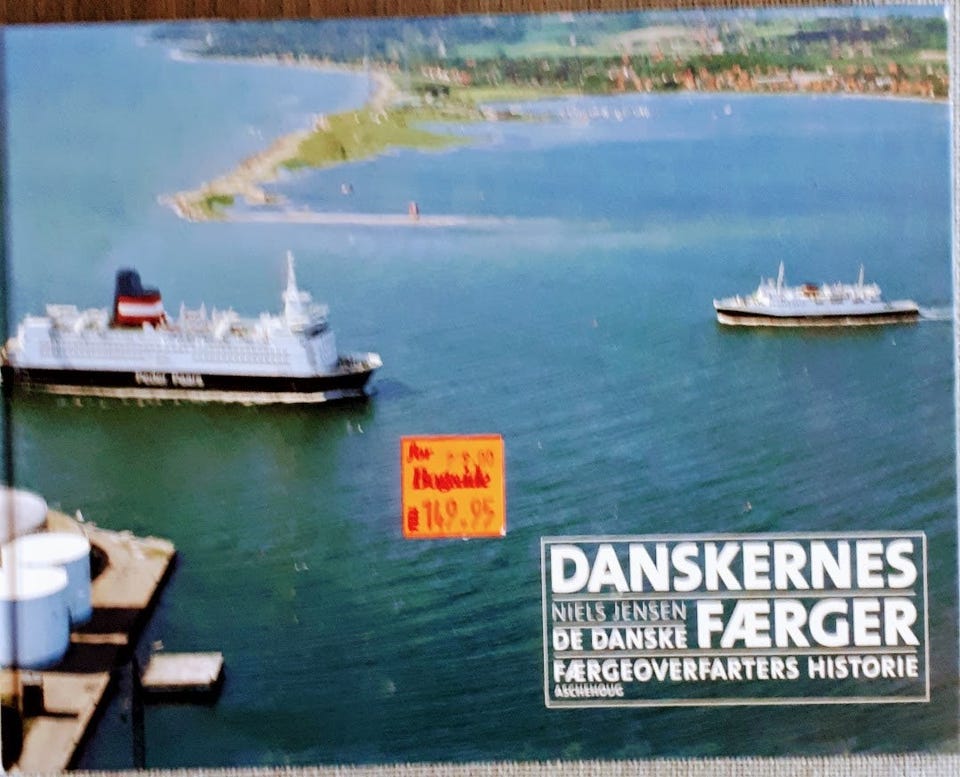 149.95
DANSKERNES
NIELS JENSEN
FÆRGER
DE DANSKE
FÆRGEOVERFARTERS HISTORIE
ASCHEHOUG